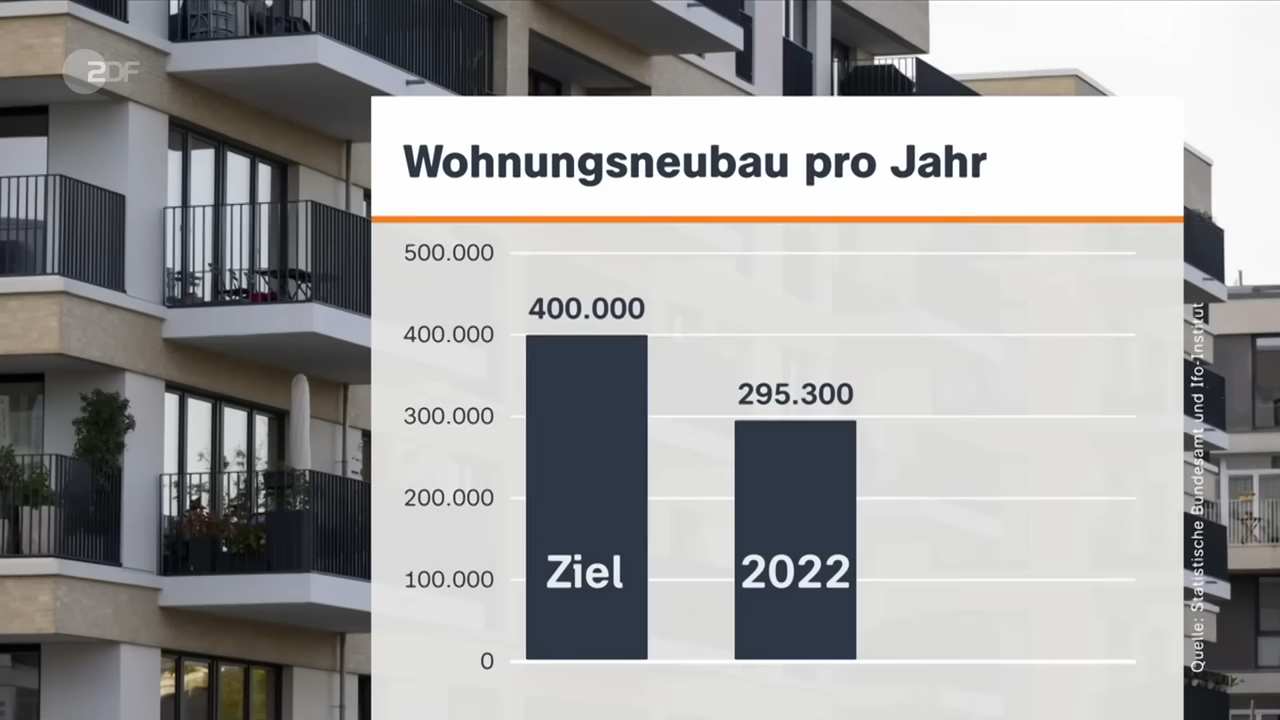 ZDF
Wohnungsneubau pro Jahr
500.000
400.000
400.000
295.300
300.000
200.000
100.000
0
Ziel
2022
Quelle: Statistische Bundesamt und Ifo-Institut